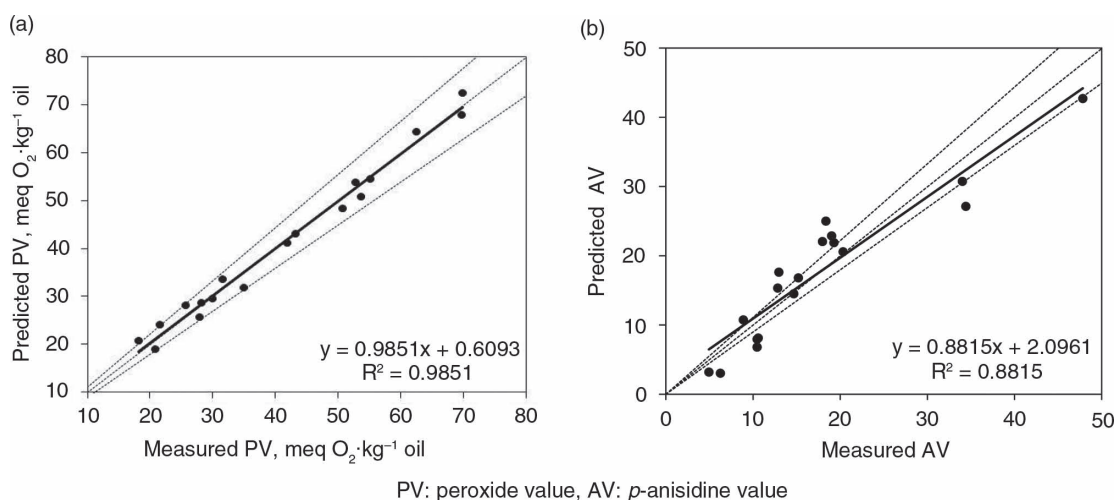 (a)
Predicted PV, meq O₂·kg⁻¹ oil
80
70
60
50
40
30
20
10
y = 0.9851x + 0.6093
R² = 0.9851
10 20 30 40 50 60 70 80
Measured PV, meq O₂·kg⁻¹ oil
(b)
Predicted AV
50
40
30
20
10
0
y = 0.8815x + 2.0961
R² = 0.8815
0 10 20 30 40 50
Measured AV
PV: peroxide value, AV: p-anisidine value